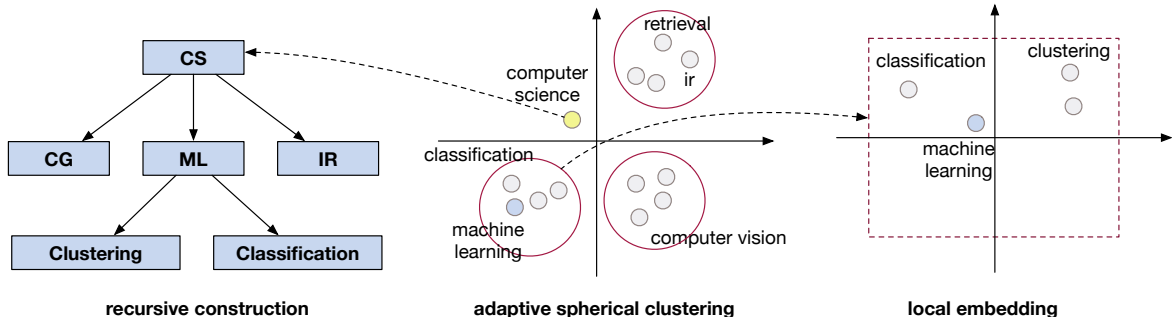 CS
CG
ML
IR
Clustering
Classification
recursive construction
retrieval
ir
computer
science
classification
machine
learning
computer vision
adaptive spherical clustering
classification
clustering
machine
learning
local embedding